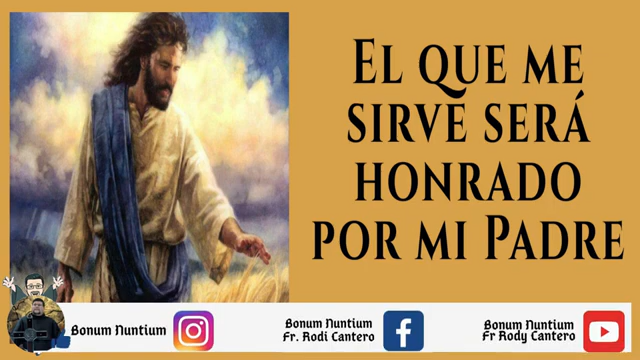 El que me
sirve será
honrado
por mi Padre
Bonum Nuntium
Bonum Nuntium
Fr. Rodi Cantero
Bonum Nuntium
Fr Rody Cantero